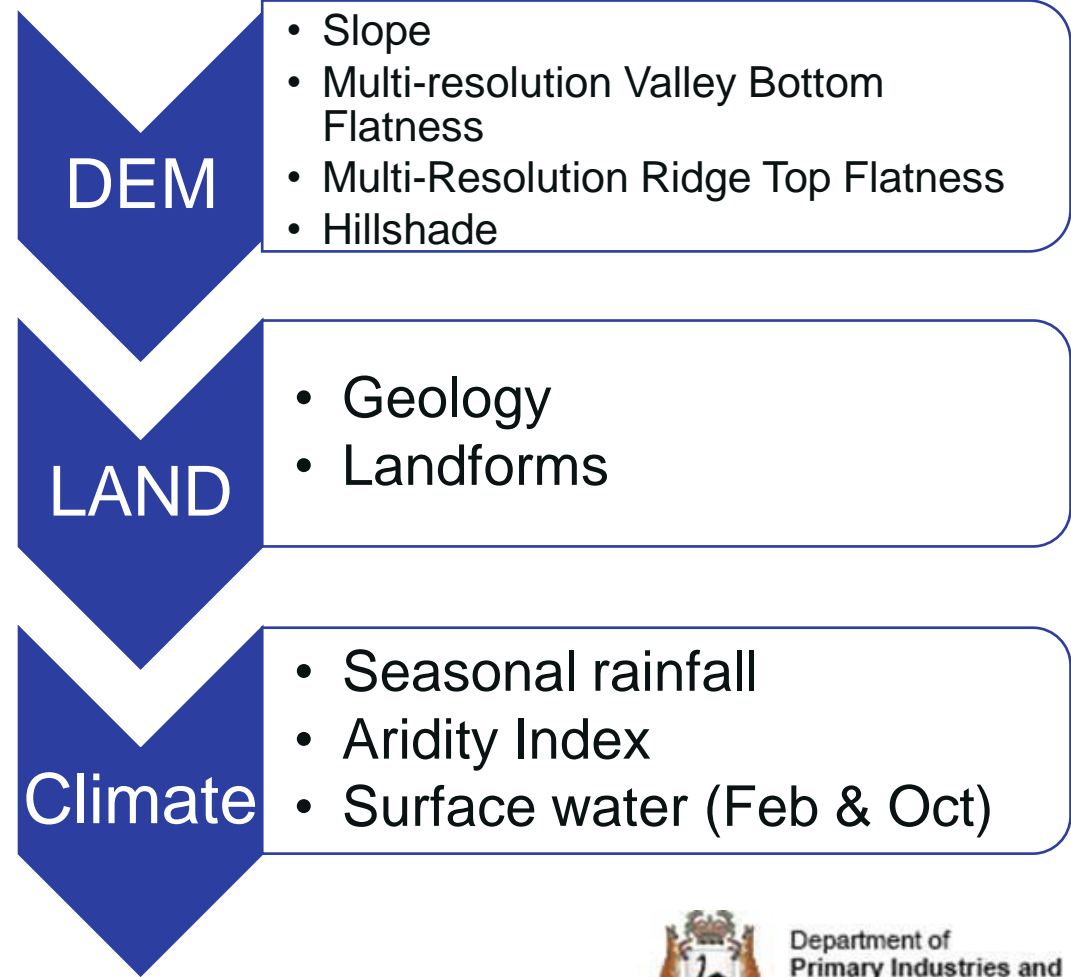 DEM
• Slope
• Multi-resolution Valley Bottom
Flatness
• Multi-Resolution Ridge Top Flatness
• Hillshade
LAND
• Geology
• Landforms
Climate
• Seasonal rainfall
• Aridity Index
• Surface water (Feb & Oct)
Department of
Primary Industries and